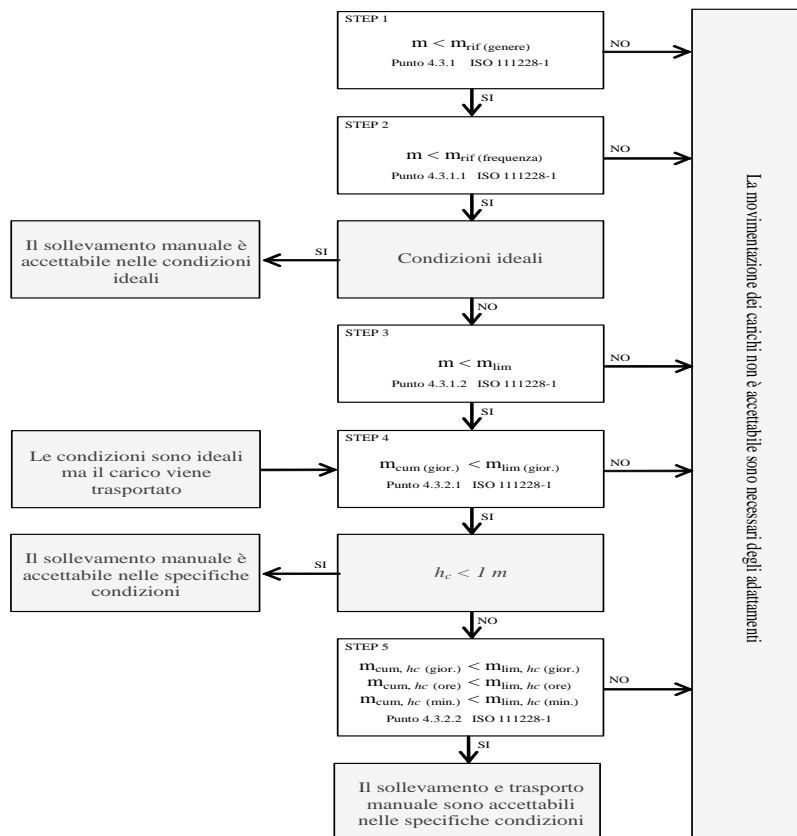 STEP 1
m < mrif (genere)
Punto 4.3.1 ISO 111228-1
NO
SI
STEP 2
m < mrif (frequenza)
Punto 4.3.1.1 ISO 111228-1
NO
SI
Il sollevamento manuale è
accettabile nelle condizioni
ideali
SI
Condizioni ideali
NO
STEP 3
m < mlim
Punto 4.3.1.2 ISO 111228-1
NO
SI
Le condizioni sono ideali
ma il carico viene
trasportato
STEP 4
mcum (gior.) < mlim (gior.)
Punto 4.3.2.1 ISO 111228-1
NO
SI
Il sollevamento manuale è
accettabile nelle specifiche
condizioni
SI
hc < 1 m
NO
STEP 5
mcum, hc (gior.) < mlim, hc (gior.)
mcum, hc (ore) < mlim, hc (ore)
mcum, hc (min.) < mlim, hc (min.)
Punto 4.3.2.2 ISO 111228-1
NO
SI
Il sollevamento e trasporto
manuale sono accettabili
nelle specifiche condizioni
La movimentazione dei carichi non è accettabile sono necessari degli adattamenti